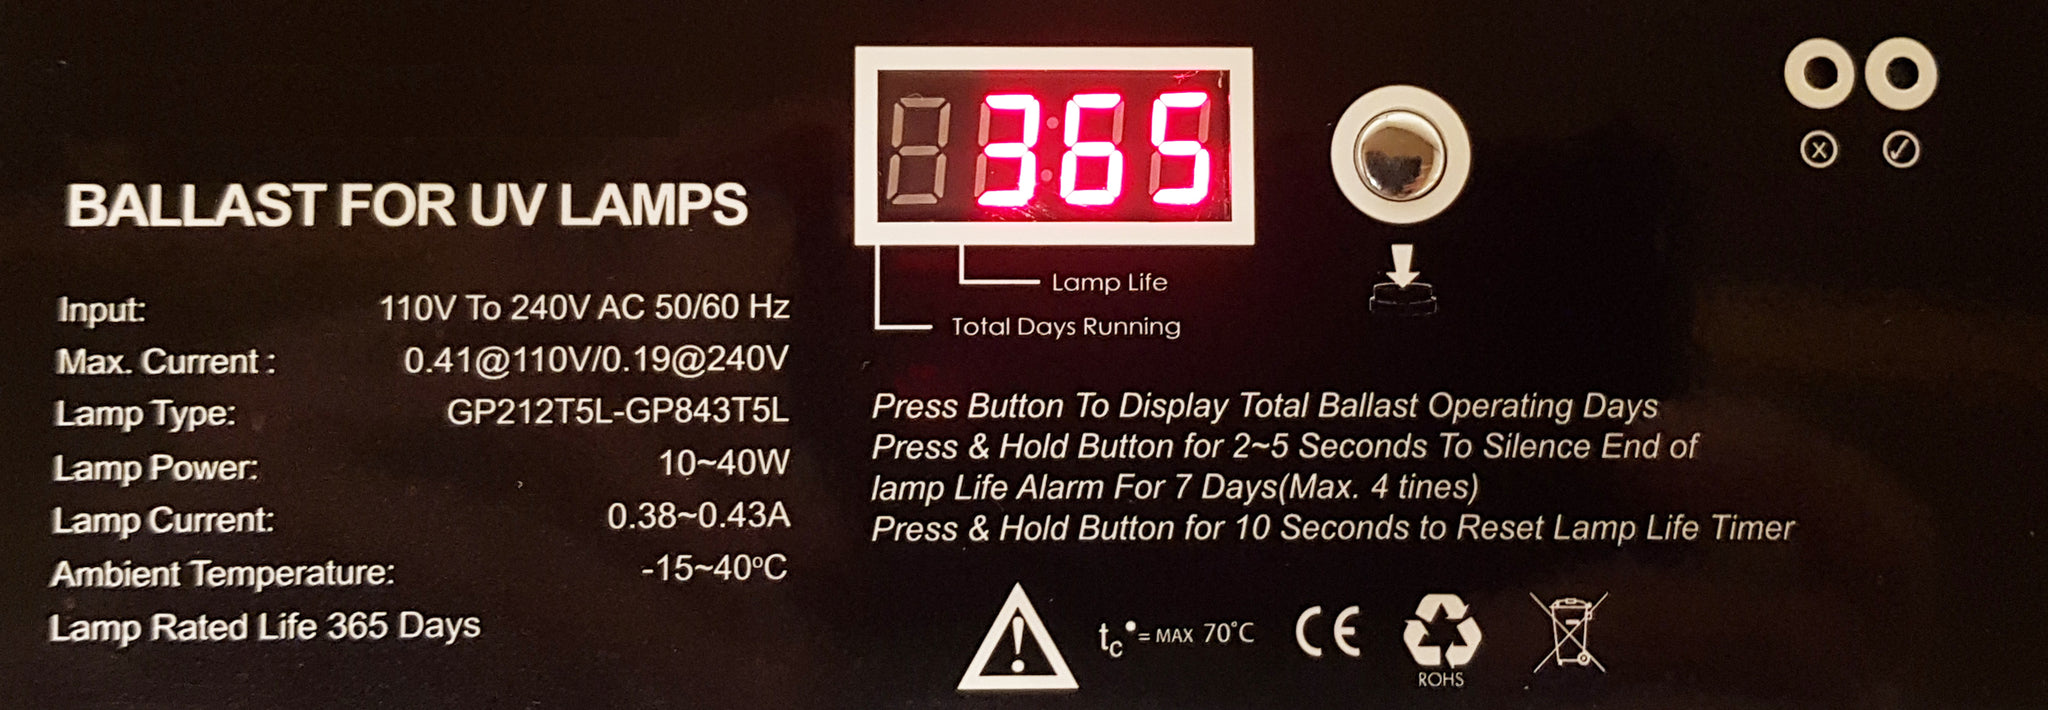 365
BALLAST FOR UV LAMPS
Input: 110V To 240V AC 50/60 Hz
Max. Current : 0.41@110V/0.19@240V
Lamp Type: GP212T5L-GP843T5L
Lamp Power: 10~40W
Lamp Current: 0.38~0.43A
Ambient Temperature: -15~40ºC
Lamp Rated Life 365 Days
Lamp Life
Total Days Running
Press Button To Display Total Ballast Operating Days
Press & Hold Button for 2~5 Seconds To Silence End of
lamp Life Alarm For 7 Days(Max. 4 tines)
Press & Hold Button for 10 Seconds to Reset Lamp Life Timer
tc•= MAX 70°C
CE
ROHS